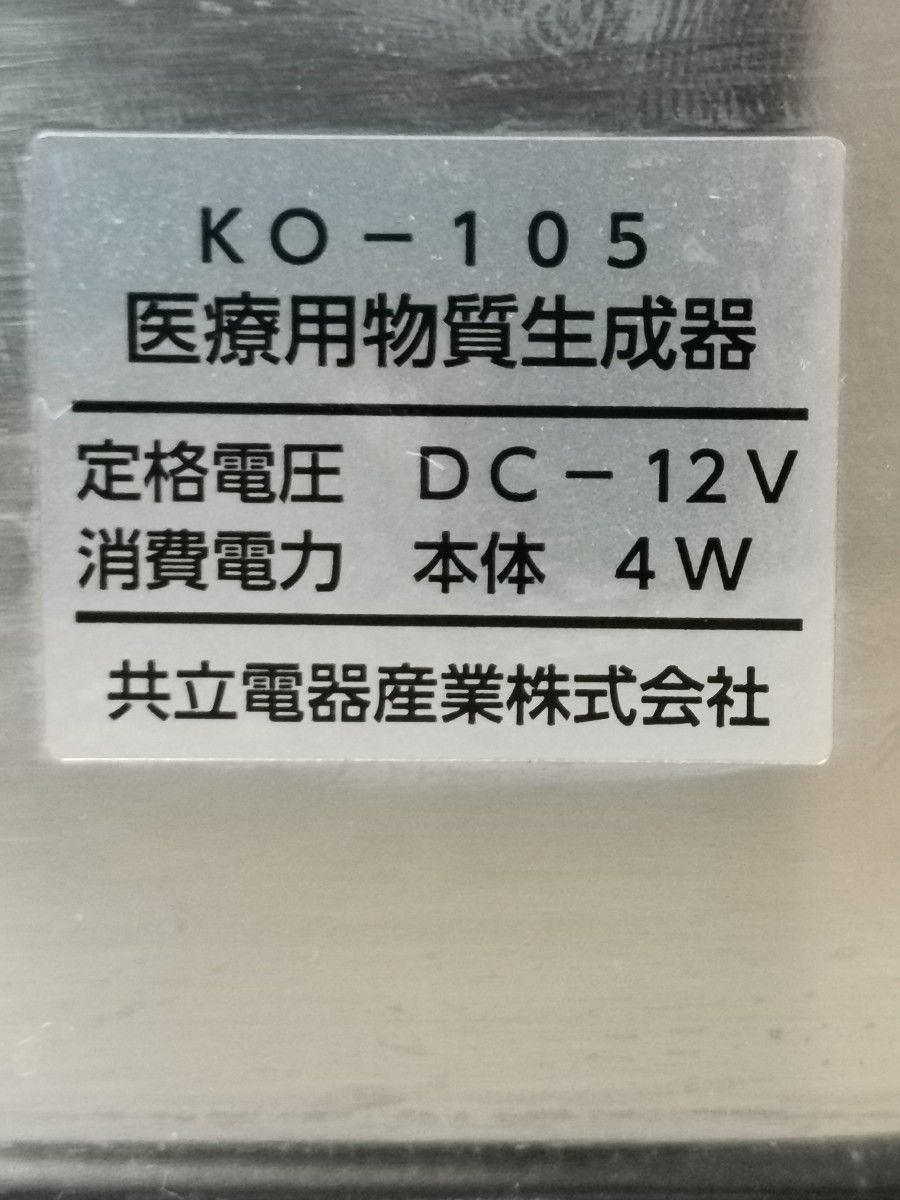 KO－105
医療用物質生成器
定格電圧　DC－12V
消費電力　本体　4W
共立電器産業株式会社